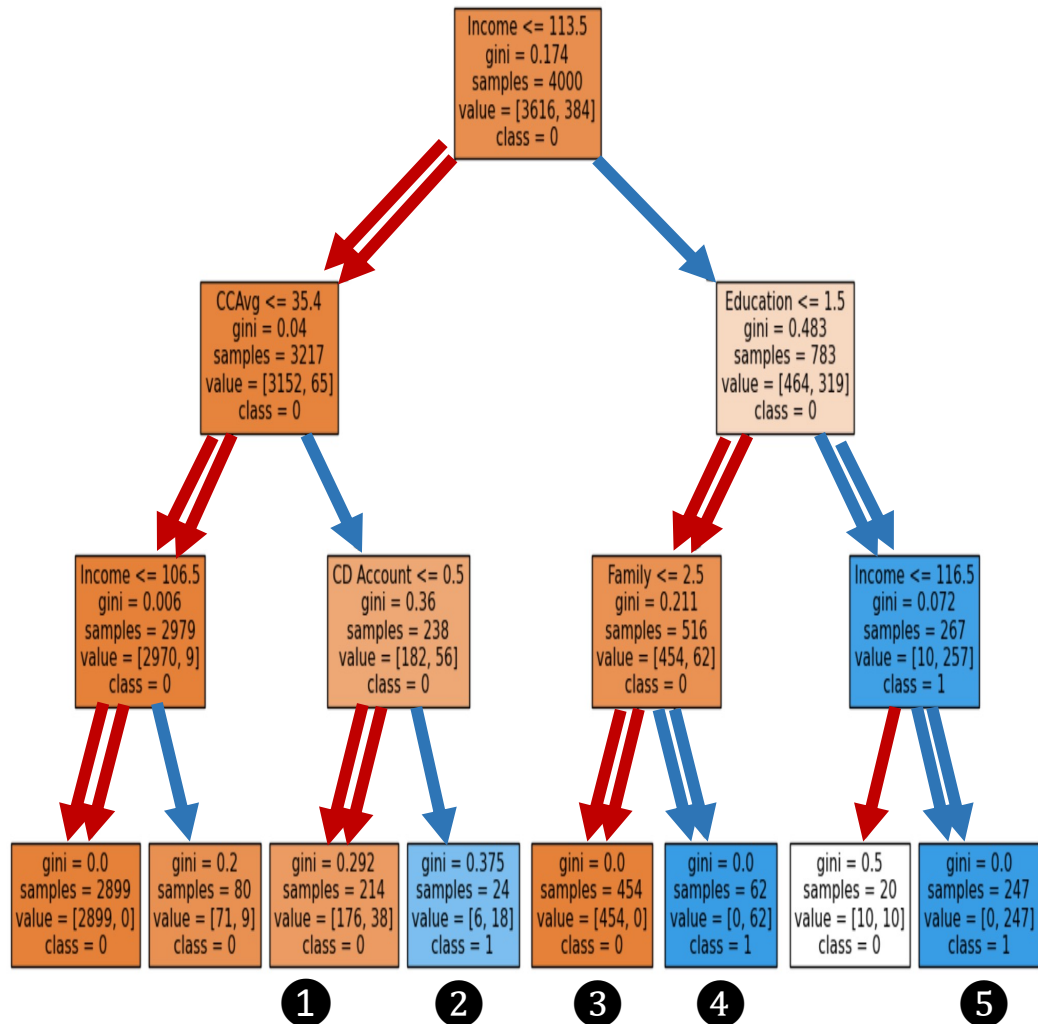 Income <= 113.5
gini = 0.174
samples = 4000
value = [3616, 384]
class = 0
CCAvg <= 35.4
gini = 0.04
samples = 3217
value = [3152, 65]
class = 0
Education <= 1.5
gini = 0.483
samples = 783
value = [464, 319]
class = 0
Income <= 106.5
gini = 0.006
samples = 2979
value = [2970, 9]
class = 0
CD Account <= 0.5
gini = 0.36
samples = 238
value = [182, 56]
class = 0
Family <= 2.5
gini = 0.211
samples = 516
value = [454, 62]
class = 0
Income <= 116.5
gini = 0.072
samples = 267
value = [10, 257]
class = 1
gini = 0.0
samples = 2899
value = [2899, 0]
class = 0
gini = 0.2
samples = 80
value = [71, 9]
class = 0
gini = 0.292
samples = 214
value = [176, 38]
class = 0
gini = 0.375
samples = 24
value = [6, 18]
class = 1
gini = 0.0
samples = 454
value = [454, 0]
class = 0
gini = 0.0
samples = 62
value = [0, 62]
class = 1
gini = 0.5
samples = 20
value = [10, 10]
class = 0
gini = 0.0
samples = 247
value = [0, 247]
class = 1
1
2
3
4
5